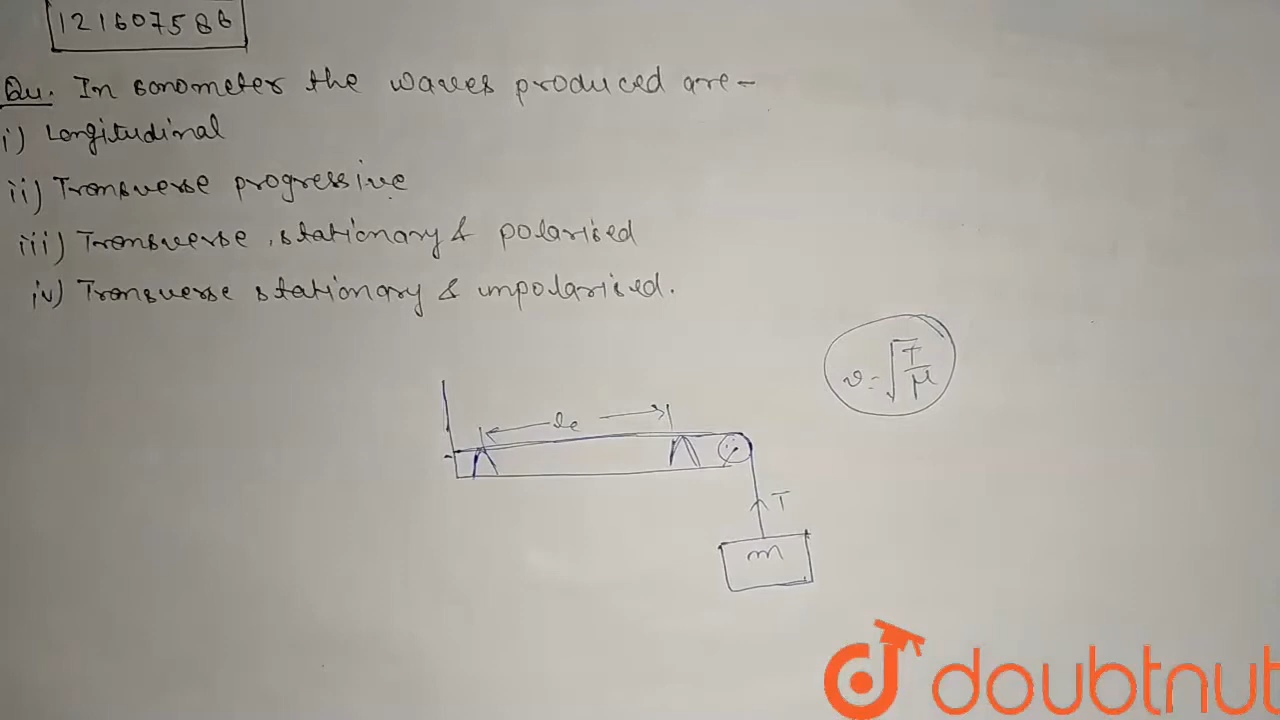 121607586
Qu. In sonometer the waves produced are-
i) Longitudinal
ii) Transverse progressive
iii) Transverse, stationary & polarised
iv) Transverse stationary & unpolarised.
v = √T/μ
T
m
doubtnut